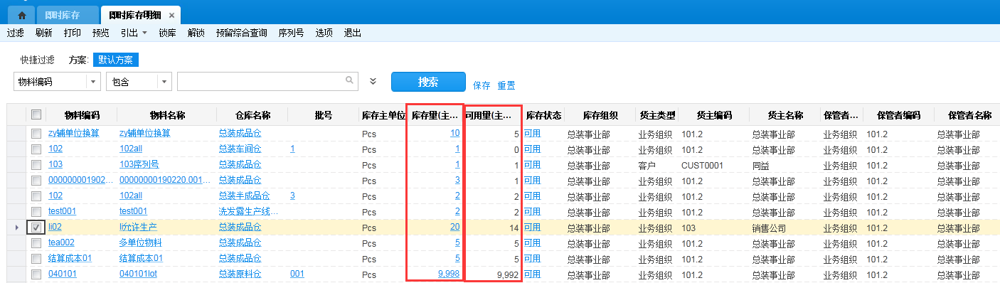 即时库存 即时库存明细 ×
过滤 刷新 打印 预览 引出 锁库 解锁 预留综合查询 序列号 选项 退出
快捷过滤 方案: 默认方案
物料编码 包含 搜索 保存 重置
物料编码 物料名称 仓库名称 批号 库存主单位 库存量(主... 可用量(主... 库存状态 库存组织 货主类型 货主编码 货主名称 保管者... 保管者编码 保管者名称
zy辅单位换算 zy辅单位换算 总装成品仓 Pcs 10 5 可用 总装事业部 业务组织 101.2 总装事业部 业务组织 101.2 总装事业部
102 102all 总装车间仓 1 Pcs 1 0 可用 总装事业部 业务组织 101.2 总装事业部 业务组织 101.2 总装事业部
103 103序列号 总装成品仓 Pcs 1 1 可用 总装事业部 客户 CUST0001 同益 业务组织 101.2 总装事业部
000000001902... 00000000190220.001... 总装成品仓 Pcs 3 1 可用 总装事业部 业务组织 101.2 总装事业部 业务组织 101.2 总装事业部
102 102all 总装半成品仓 3 Pcs 2 2 可用 总装事业部 业务组织 101.2 总装事业部 业务组织 101.2 总装事业部
test001 test001 洗发露生产线... Pcs 2 2 可用 总装事业部 业务组织 101.2 总装事业部 业务组织 101.2 总装事业部
li02 li允许生产 总装成品仓 Pcs 20 14 可用 总装事业部 业务组织 103 销售公司 业务组织 101.2 总装事业部
tea002 多单位物料 总装成品仓 Pcs 5 5 可用 总装事业部 业务组织 101.2 总装事业部 业务组织 101.2 总装事业部
结算成本01 结算成本01 总装成品仓 Pcs 5 5 可用 总装事业部 业务组织 101.2 总装事业部 业务组织 101.2 总装事业部
040101 040101lot 总装原料仓 001 Pcs 9,998 9,992 可用 总装事业部 业务组织 101.2 总装事业部 业务组织 101.2 总装事业部